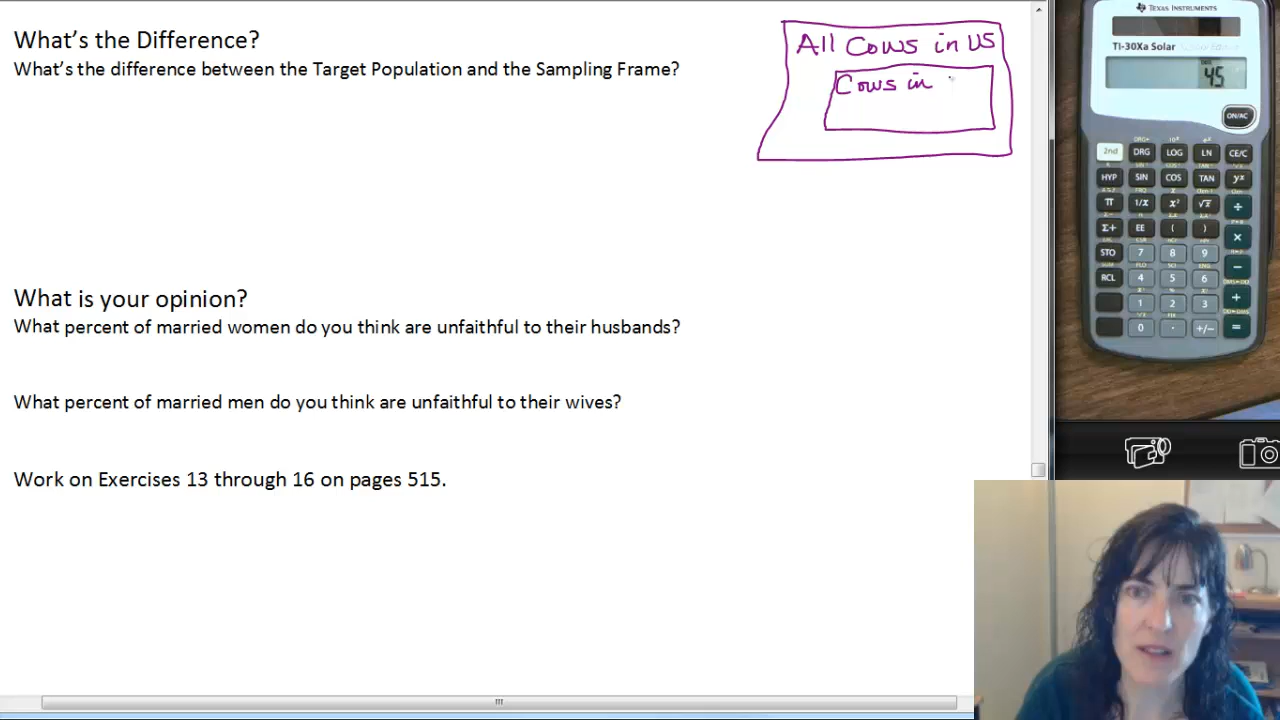 What's the Difference?
What's the difference between the Target Population and the Sampling Frame?
All Cows in US
Cows in
What is your opinion?
What percent of married women do you think are unfaithful to their husbands?
What percent of married men do you think are unfaithful to their wives?
Work on Exercises 13 through 16 on pages 515.
TEXAS INSTRUMENTS
TI-30Xa Solar
45
ON/AC
2nd DRG LOG LN CE/C
HYP SIN COS TAN yˣ
π 1/x x² √x ÷
Σ+ EE ( ) ×
STO 7 8 9 −
RCL 4 5 6 +
1 2 3 =
0 · +/−